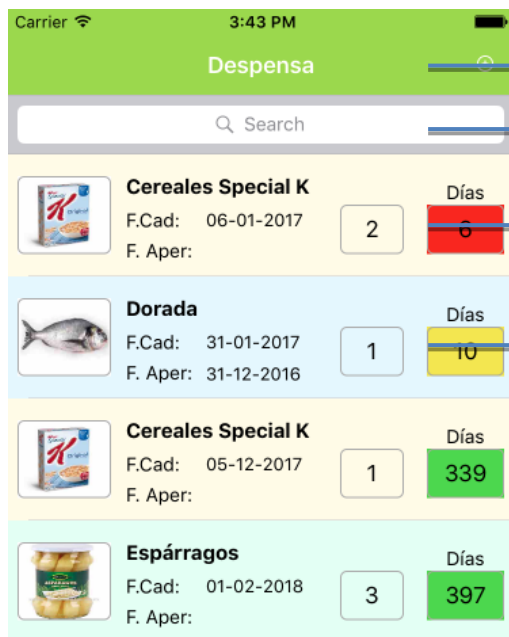 Carrier 3:43 PM
Despensa
Search
Cereales Special K
Días
F.Cad: 06-01-2017
2
6
F. Aper:
Dorada
Días
F.Cad: 31-01-2017
1
10
F. Aper: 31-12-2016
Cereales Special K
Días
F.Cad: 05-12-2017
1
339
F. Aper:
Espárragos
Días
F.Cad: 01-02-2018
3
397
F. Aper: